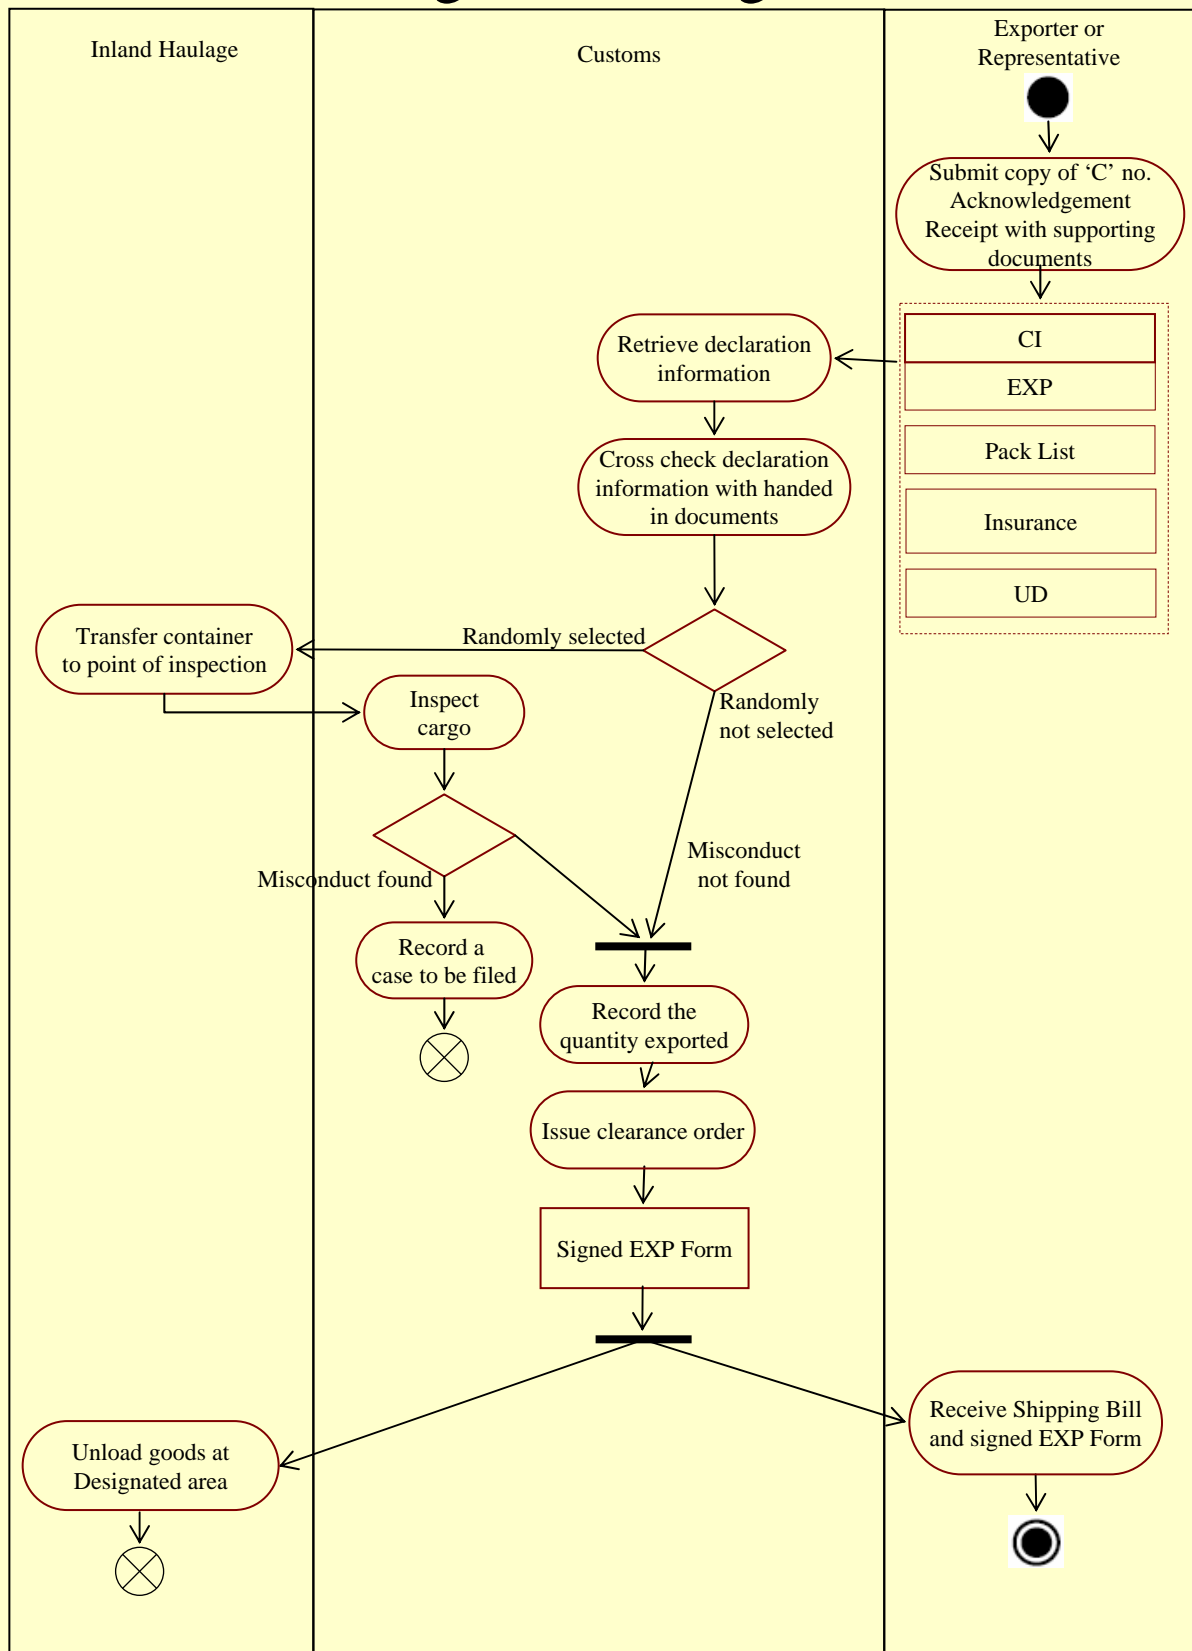 Inland Haulage
Customs
Exporter or
Representative
Submit copy of ‘C’ no.
Acknowledgement
Receipt with supporting
documents
CI
EXP
Pack List
Insurance
UD
Retrieve declaration
information
Cross check declaration
information with handed
in documents
Randomly selected
Transfer container
to point of inspection
Randomly
not selected
Inspect
cargo
Misconduct
not found
Misconduct found
Record a
case to be filed
Record the
quantity exported
Issue clearance order
Signed EXP Form
Receive Shipping Bill
and signed EXP Form
Unload goods at
Designated area